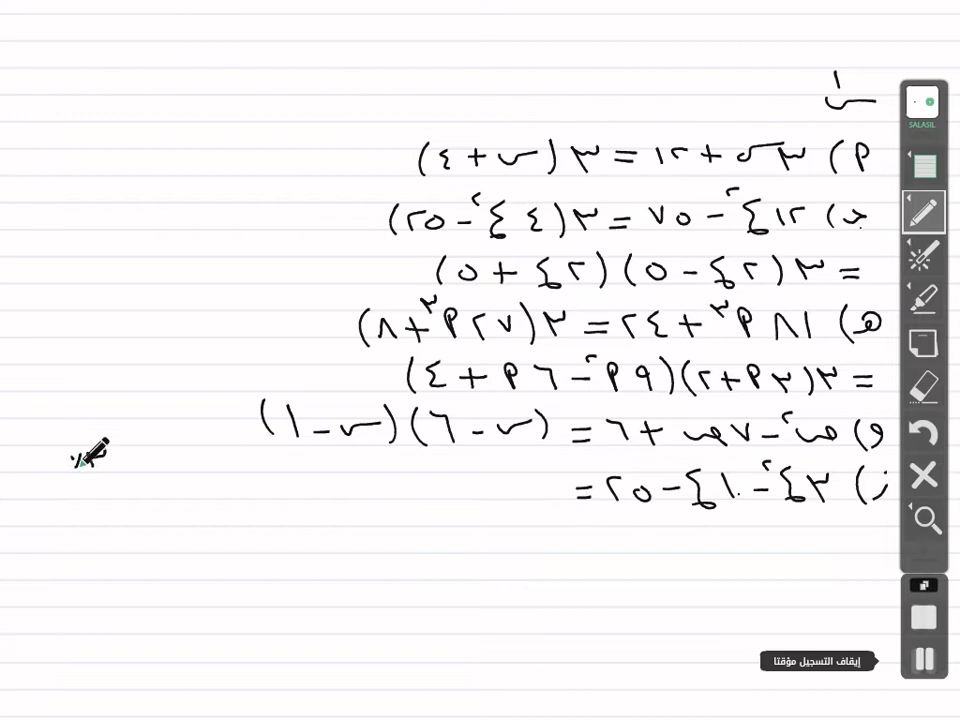 س١
أ) ٣س + ١٢ = ٣(س + ٤)
جـ) ١٢ع² - ٧٥ = ٣(٤ع² - ٢٥)
= ٣(٢ع - ٥)(٢ع + ٥)
هـ) ٨١أ³ + ٢٤ = ٣(٢٧أ³ + ٨)
= ٣(٣أ + ٢)(٩أ² - ٦أ + ٤)
و) ص² - ٧ص + ٦ = (س - ٦)(س - ١)
ز) ٣ع² - ١٠ع - ٢٥ =
SALASIL
إيقاف التسجيل مؤقتا